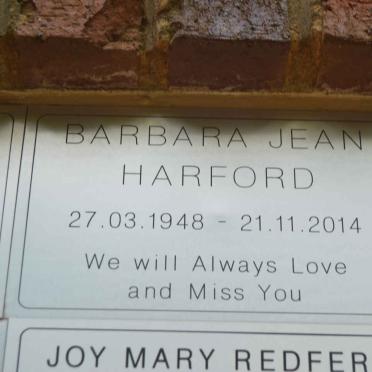 BARBARA JEAN
HARFORD
27.03.1948 - 21.11.2014
We will Always Love
and Miss You
JOY MARY REDFER